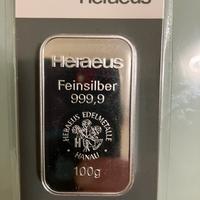 Heraeus
Heraeus
Feinsilber
999,9
HERAEUS EDELMETALLE
HANAU
100g